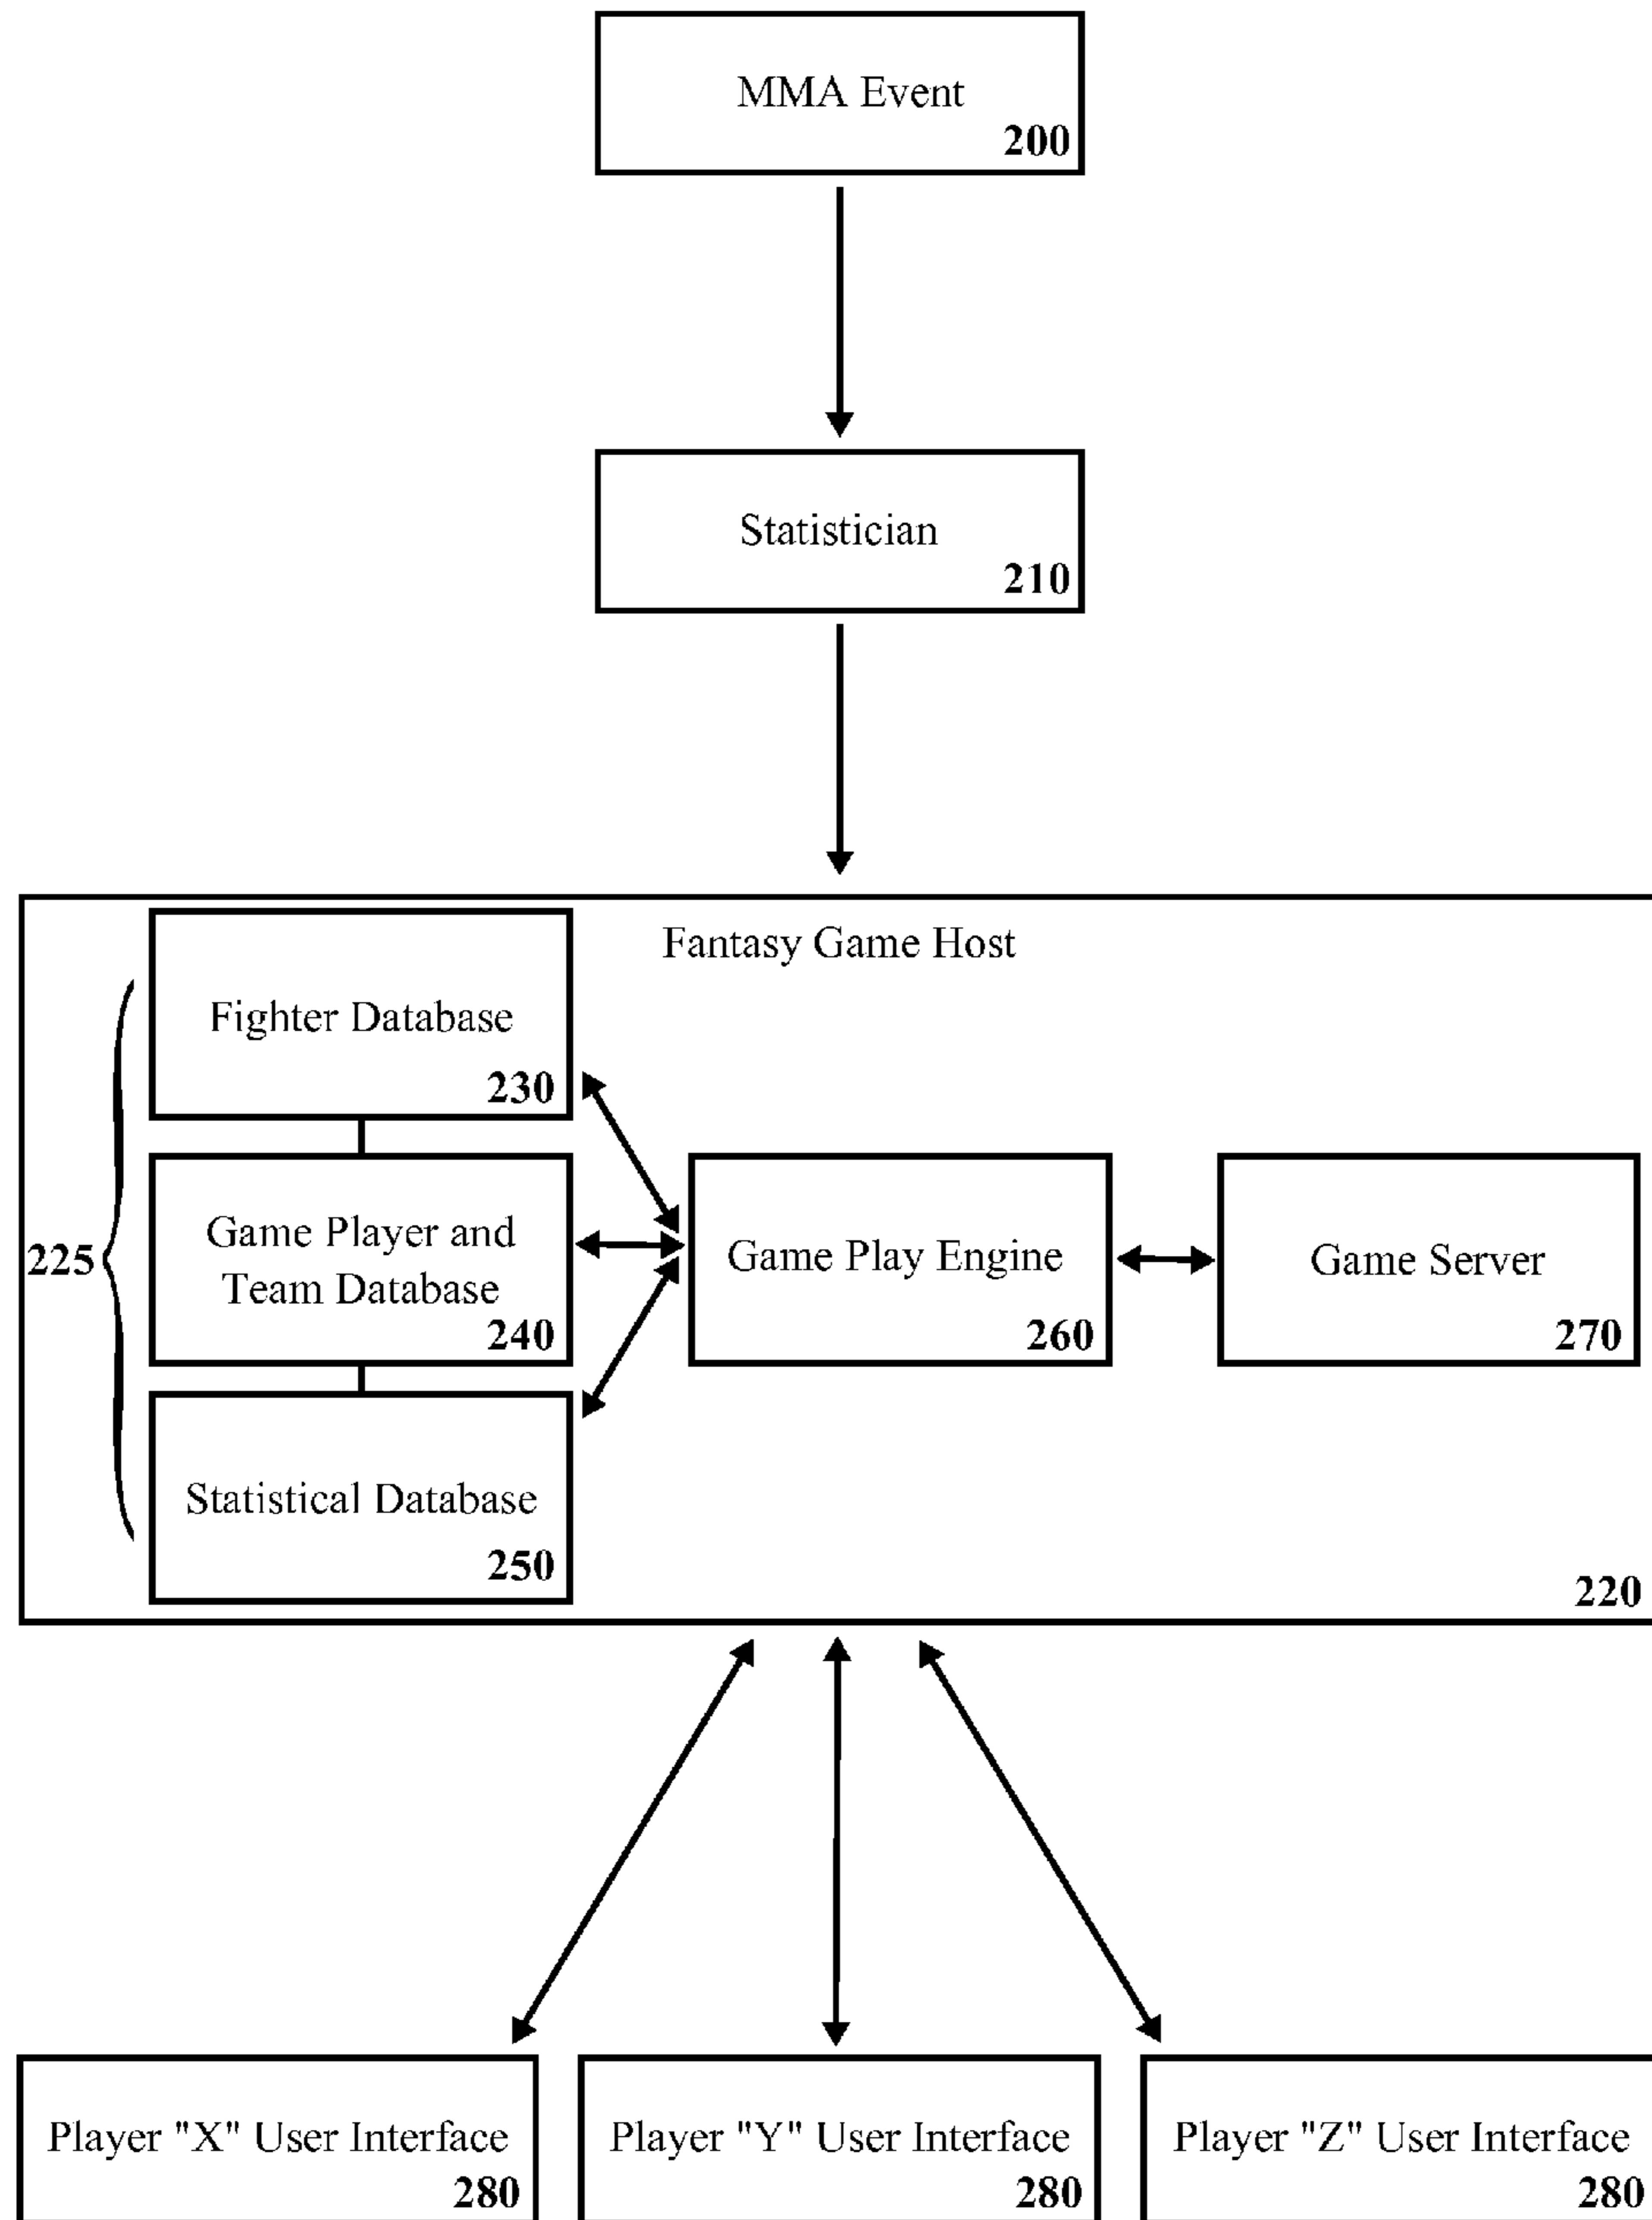 MMA Event
200
Statistician
210
Fantasy Game Host
Fighter Database
230
225
Game Player and
Team Database
240
Game Play Engine
260
Game Server
270
Statistical Database
250
220
Player "X" User Interface
280
Player "Y" User Interface
280
Player "Z" User Interface
280